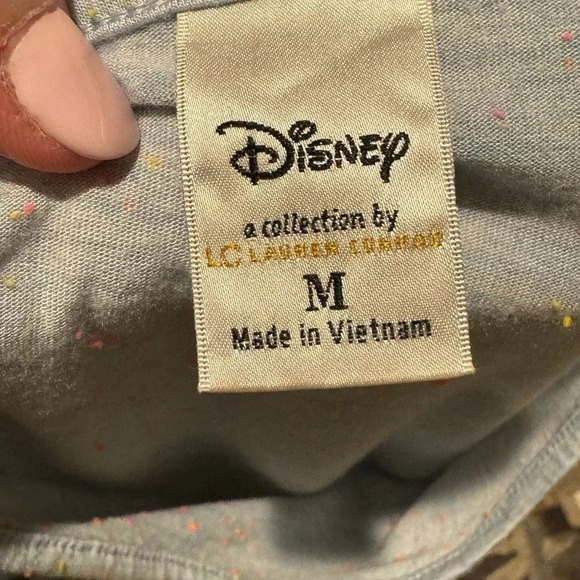 Disney
a collection by
LC LAUREN CONRAD
M
Made in Vietnam